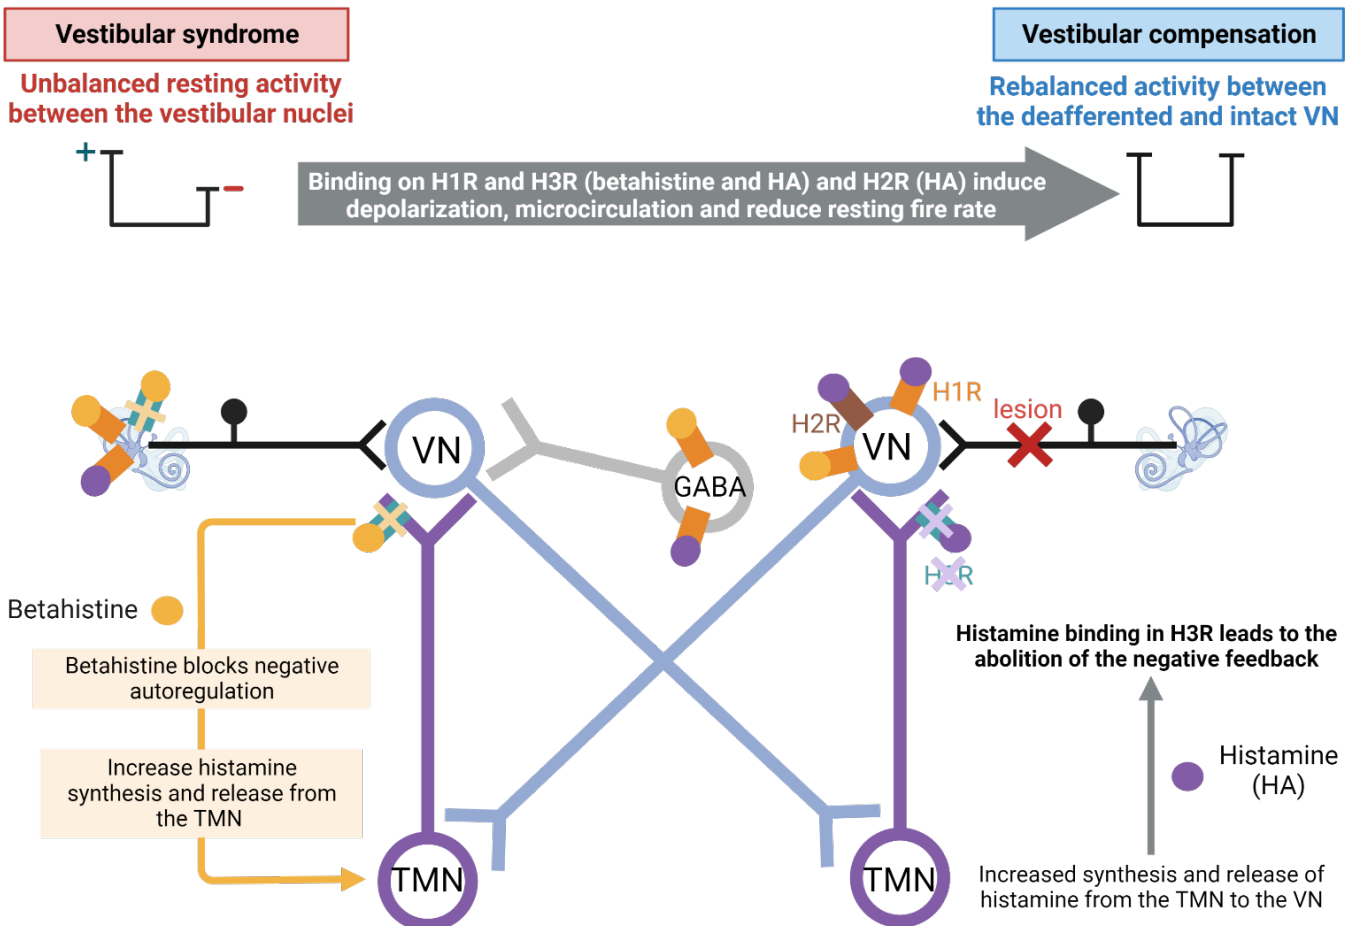 Vestibular syndrome
Unbalanced resting activity
between the vestibular nuclei
+
−
Binding on H1R and H3R (betahistine and HA) and H2R (HA) induce
depolarization, microcirculation and reduce resting fire rate
Vestibular compensation
Rebalanced activity between
the deafferented and intact VN
VN
GABA
H2R
H1R
VN
lesion
H3R
Betahistine
Betahistine blocks negative
autoregulation
Increase histamine
synthesis and release from
the TMN
TMN
TMN
Histamine binding in H3R leads to the
abolition of the negative feedback
Histamine
(HA)
Increased synthesis and release of
histamine from the TMN to the VN